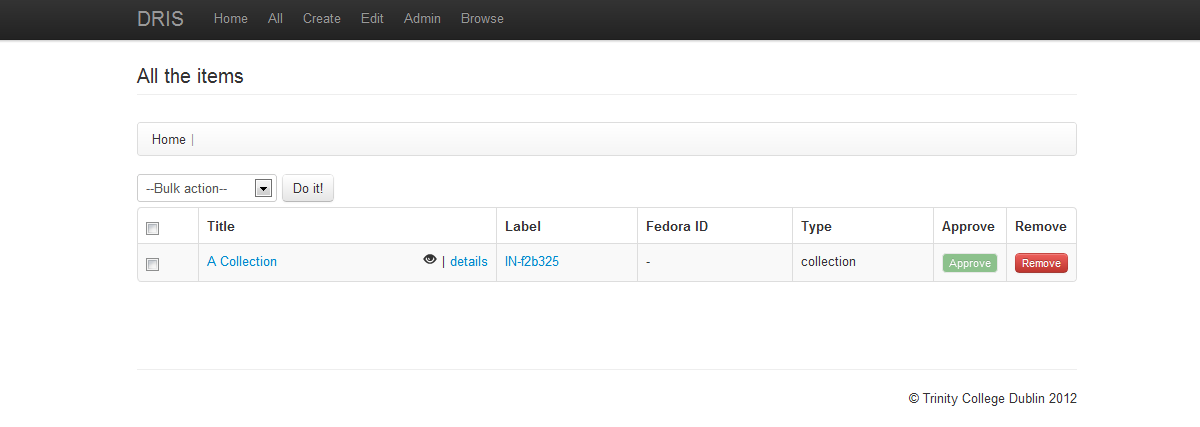 DRIS Home All Create Edit Admin Browse
All the items
Home |
--Bulk action-- Do it!
Title Label Fedora ID Type Approve Remove
A Collection | details IN-f2b325 - collection Approve Remove
© Trinity College Dublin 2012